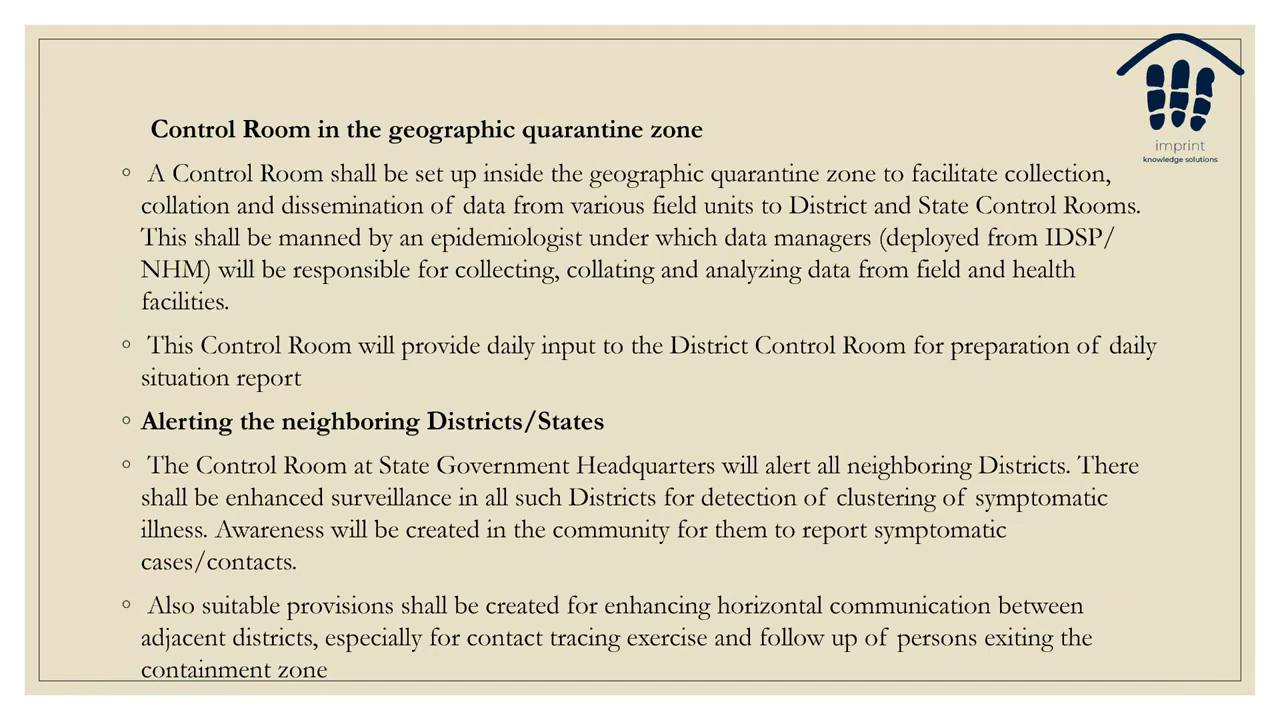 imprint
knowledge solutions
Control Room in the geographic quarantine zone
◦ A Control Room shall be set up inside the geographic quarantine zone to facilitate collection,
collation and dissemination of data from various field units to District and State Control Rooms.
This shall be manned by an epidemiologist under which data managers (deployed from IDSP/
NHM) will be responsible for collecting, collating and analyzing data from field and health
facilities.
◦ This Control Room will provide daily input to the District Control Room for preparation of daily
situation report
◦ Alerting the neighboring Districts/States
◦ The Control Room at State Government Headquarters will alert all neighboring Districts. There
shall be enhanced surveillance in all such Districts for detection of clustering of symptomatic
illness. Awareness will be created in the community for them to report symptomatic
cases/contacts.
◦ Also suitable provisions shall be created for enhancing horizontal communication between
adjacent districts, especially for contact tracing exercise and follow up of persons exiting the
containment zone